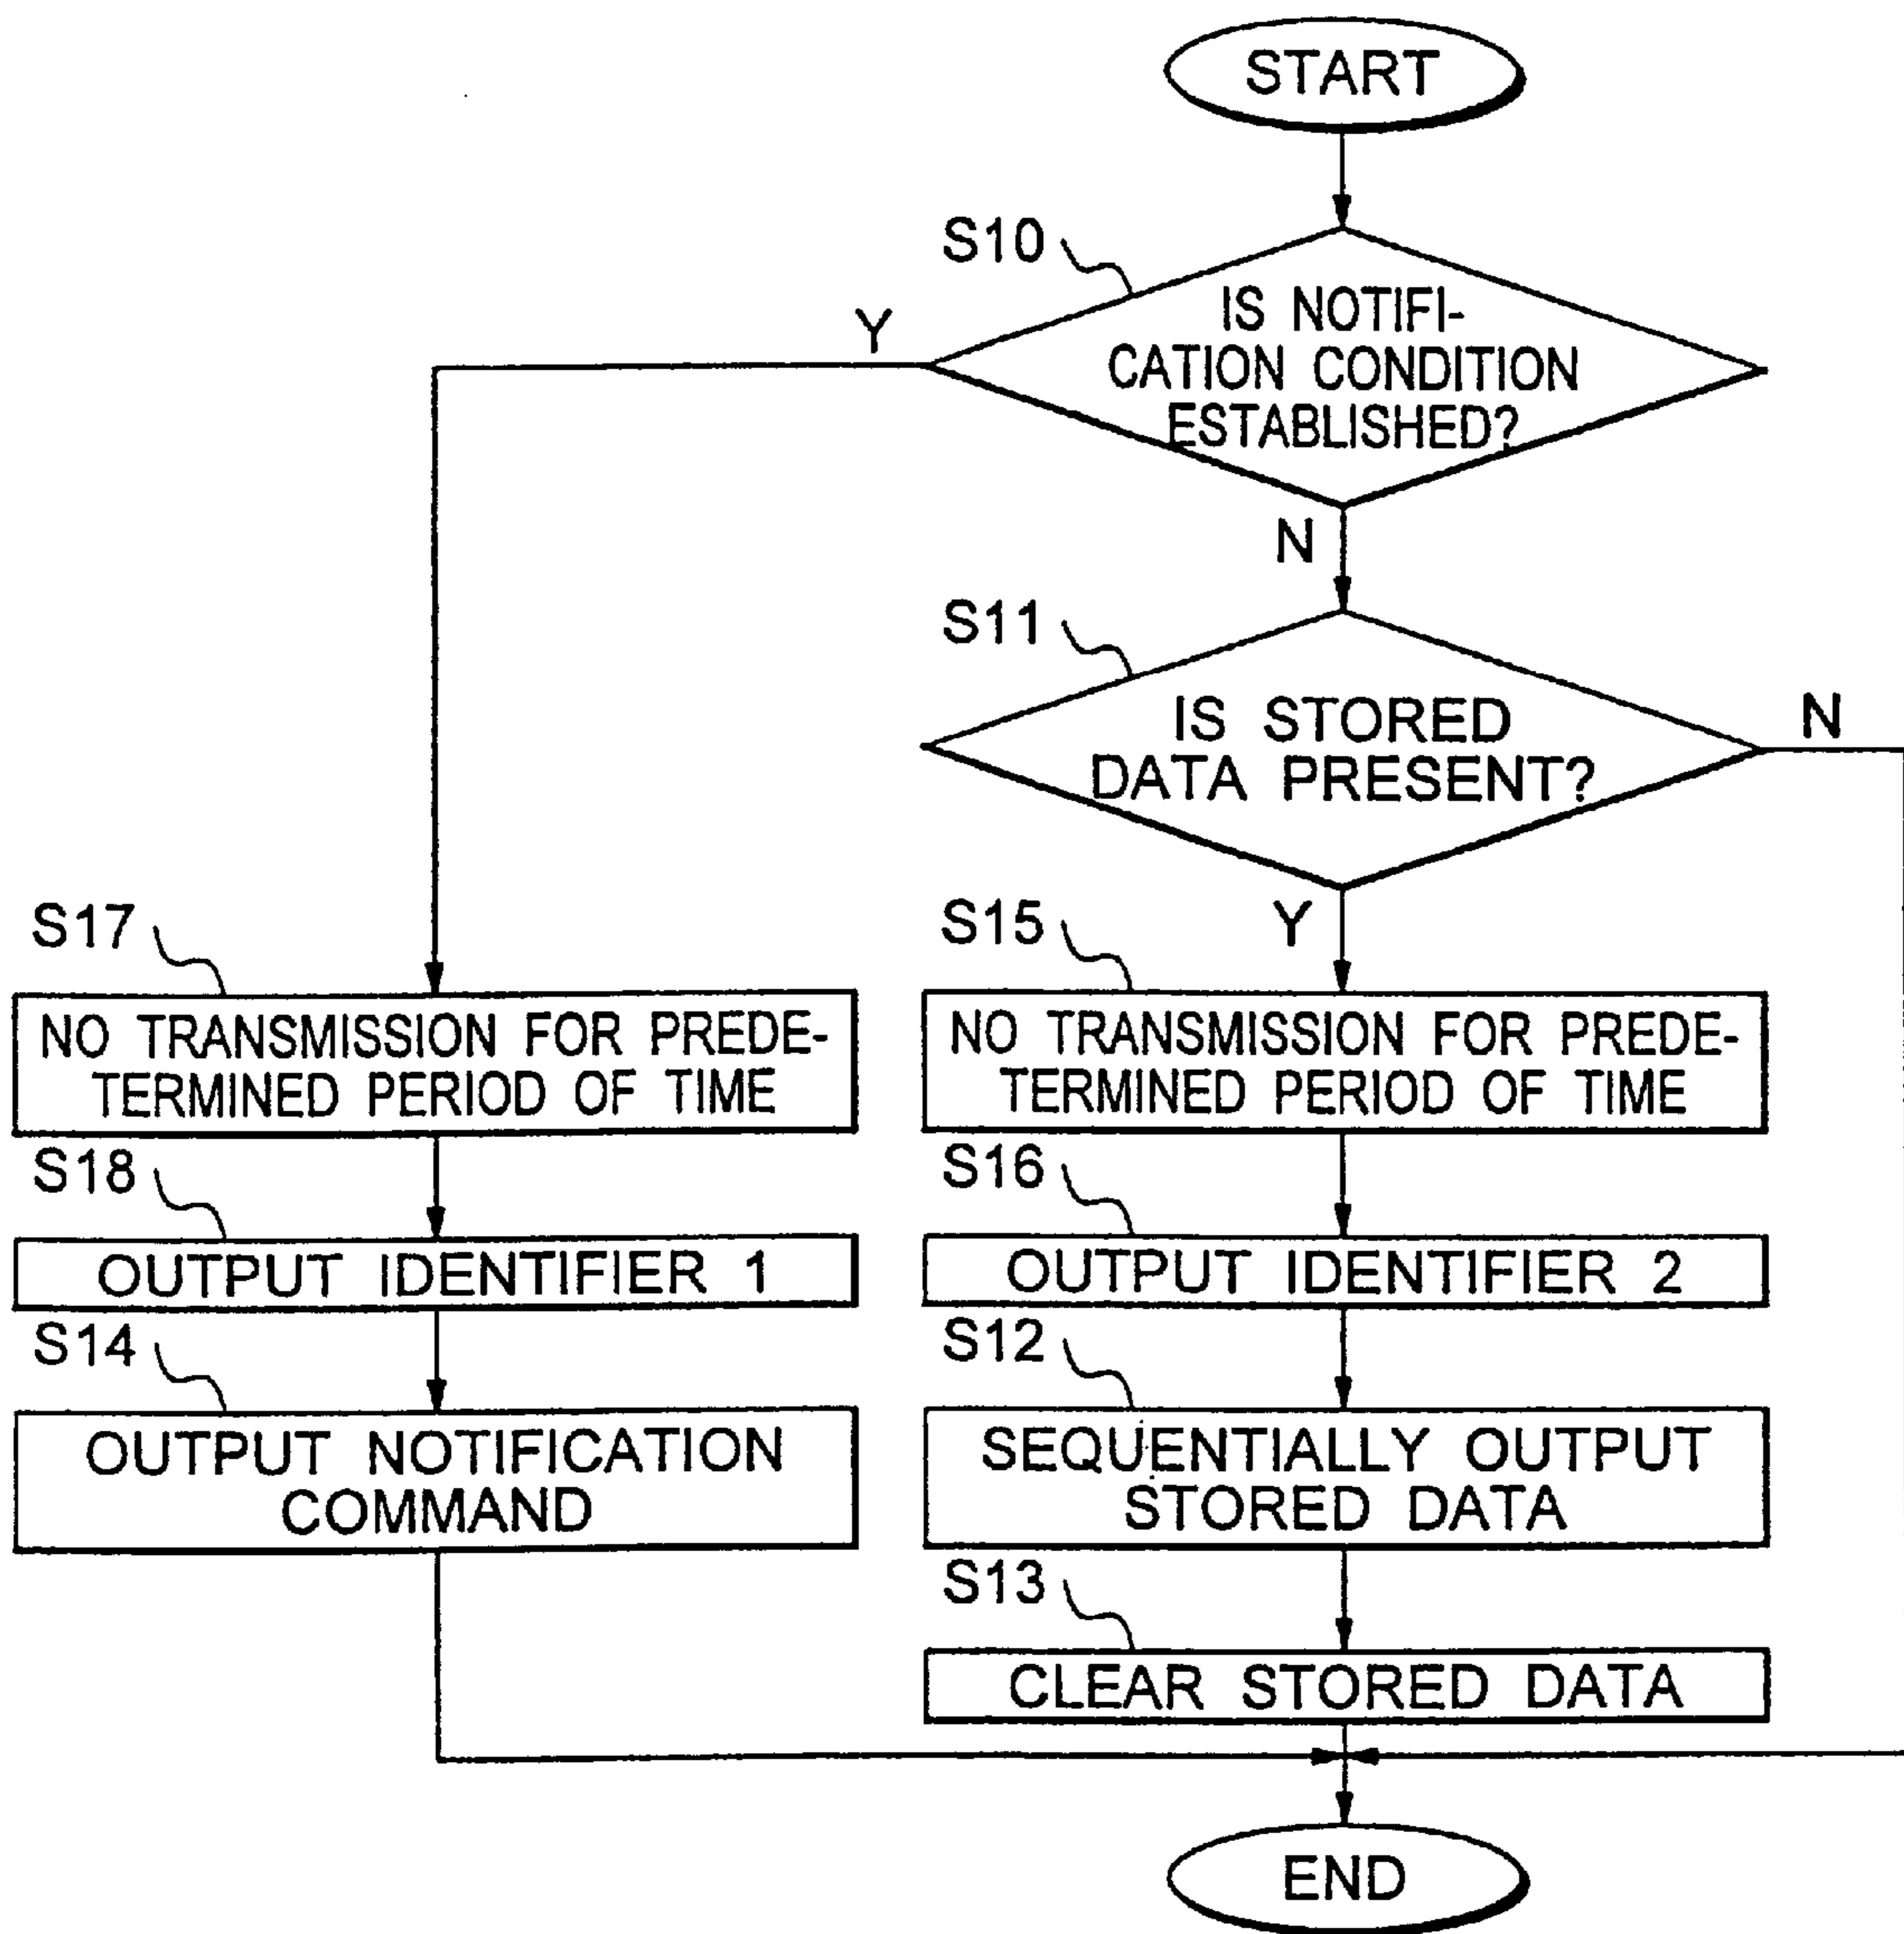 START
S10
IS NOTIFI-
CATION CONDITION
ESTABLISHED?
Y
N
S11
IS STORED
DATA PRESENT?
N
Y
S17
NO TRANSMISSION FOR PREDE-
TERMINED PERIOD OF TIME
S15
NO TRANSMISSION FOR PREDE-
TERMINED PERIOD OF TIME
S18
OUTPUT IDENTIFIER 1
S16
OUTPUT IDENTIFIER 2
S14
OUTPUT NOTIFICATION
COMMAND
S12
SEQUENTIALLY OUTPUT
STORED DATA
S13
CLEAR STORED DATA
END